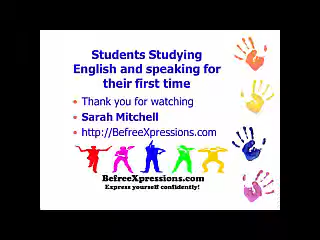 Students Studying
English and speaking for
their first time
Thank you for watching
Sarah Mitchell
http://BefreeXpressions.com
BefreeXpressions.com
Express yourself confidently!